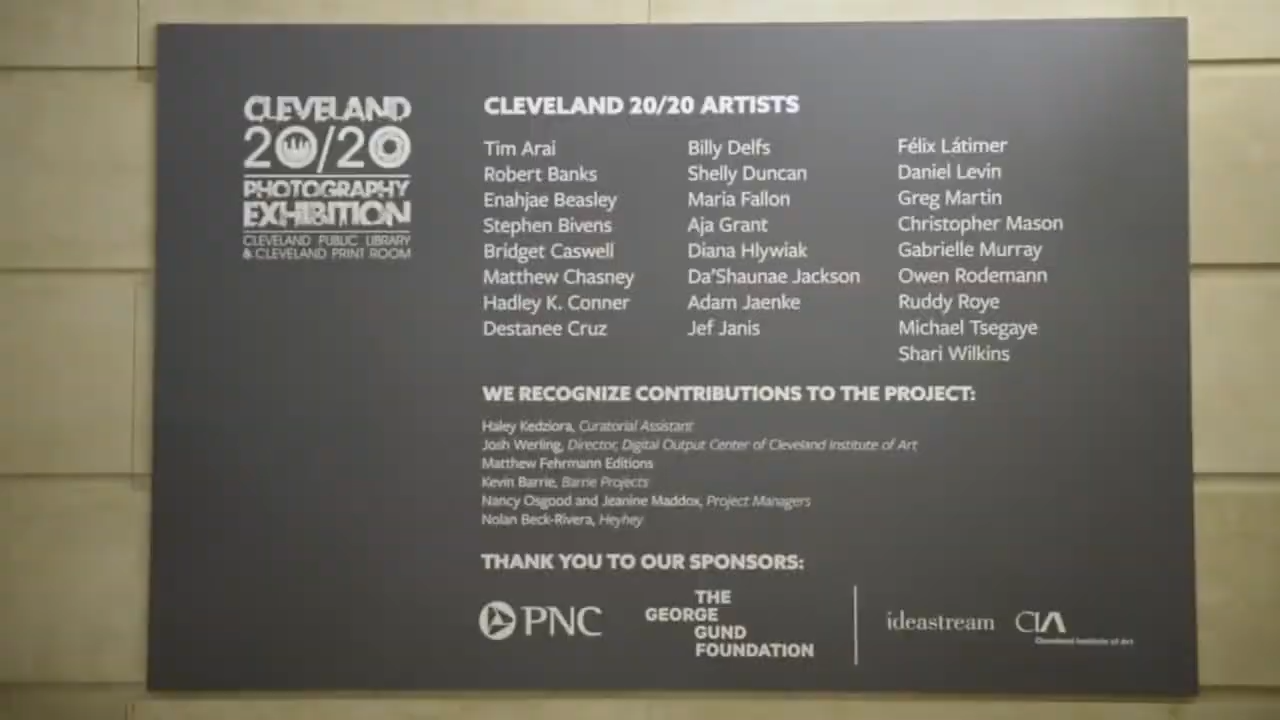 CLEVELAND
20/20
PHOTOGRAPHY
EXHIBITION
CLEVELAND PUBLIC LIBRARY
& CLEVELAND PRINT ROOM
CLEVELAND 20/20 ARTISTS
Tim Arai
Robert Banks
Enahjae Beasley
Stephen Bivens
Bridget Caswell
Matthew Chasney
Hadley K. Conner
Destanee Cruz
Billy Delfs
Shelly Duncan
Maria Fallon
Aja Grant
Diana Hlywiak
Da'Shaunae Jackson
Adam Jaenke
Jef Janis
Félix Látimer
Daniel Levin
Greg Martin
Christopher Mason
Gabrielle Murray
Owen Rodemann
Ruddy Roye
Michael Tsegaye
Shari Wilkins
WE RECOGNIZE CONTRIBUTIONS TO THE PROJECT:
Haley Kedziora, Curatorial Assistant
Josh Werling, Director, Digital Output Center of Cleveland Institute of Art
Matthew Fehrmann Editions
Kevin Barrie, Barrie Projects
Nancy Osgood and Jeanine Maddox, Project Managers
Nolan Beck-Rivera, Heyhey
THANK YOU TO OUR SPONSORS:
PNC
THE
GEORGE
GUND
FOUNDATION
ideastream
CIA
Cleveland Institute of Art